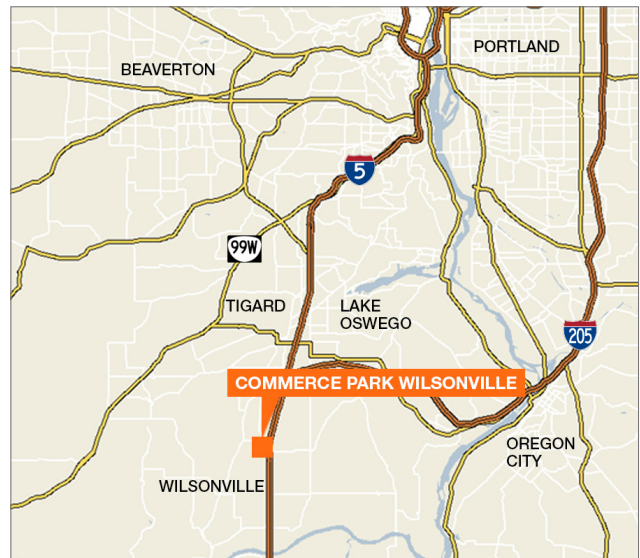 PORTLAND
BEAVERTON
5
99W
TIGARD
LAKE
OSWEGO
205
COMMERCE PARK WILSONVILLE
OREGON
CITY
WILSONVILLE